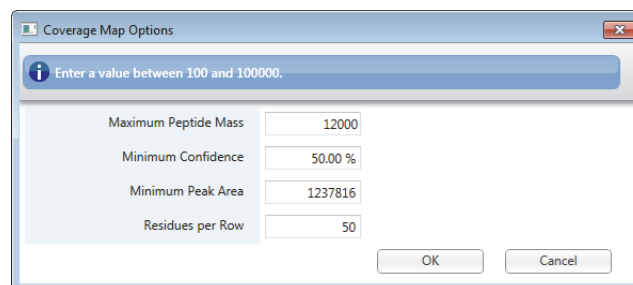 Coverage Map Options
Enter a value between 100 and 100000.
Maximum Peptide Mass 12000
Minimum Confidence 50.00 %
Minimum Peak Area 1237816
Residues per Row 50
OK Cancel